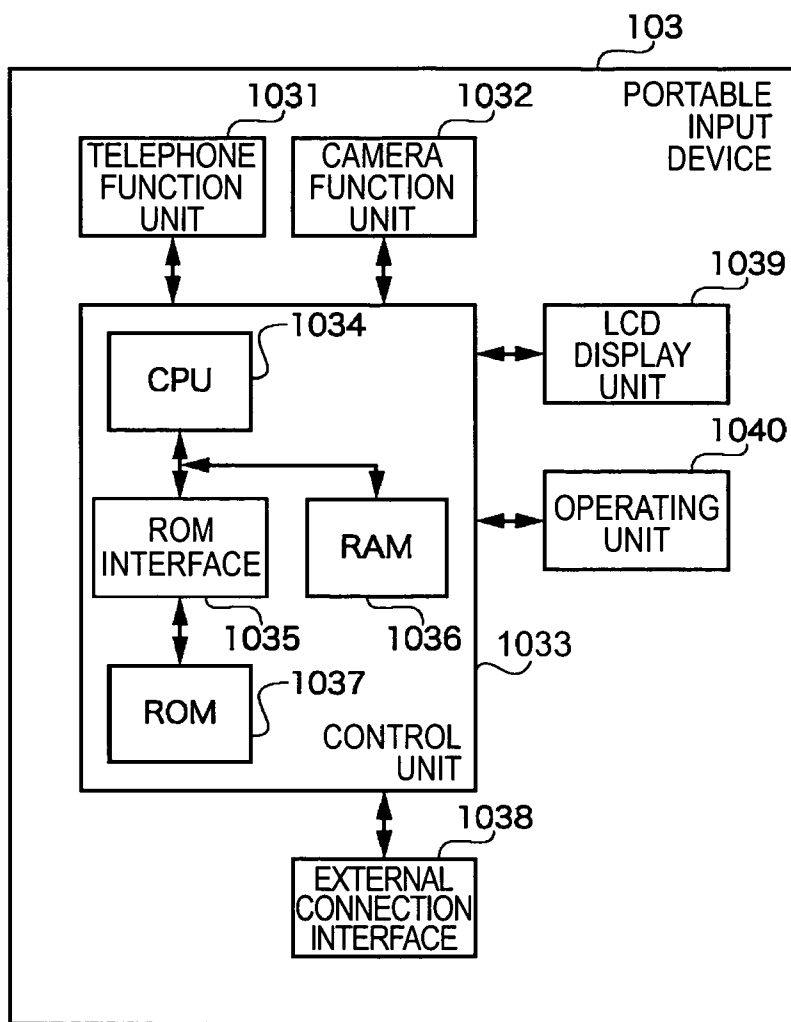 103
PORTABLE
INPUT
DEVICE
1031
TELEPHONE
FUNCTION
UNIT
1032
CAMERA
FUNCTION
UNIT
1034
CPU
1039
LCD
DISPLAY
UNIT
1040
OPERATING
UNIT
ROM
INTERFACE
1035
RAM
1036
1033
ROM
1037
CONTROL
UNIT
1038
EXTERNAL
CONNECTION
INTERFACE